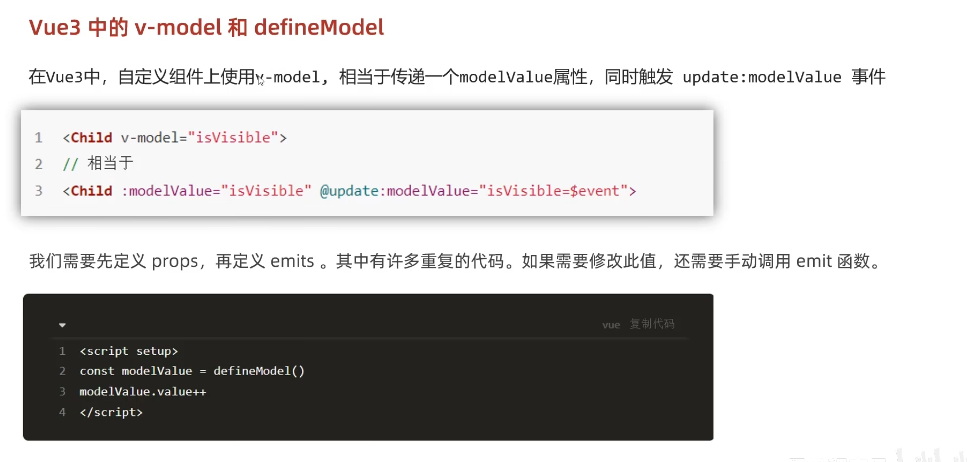 Vue3 中的 v-model 和 defineModel
在Vue3中，自定义组件上使用v-model, 相当于传递一个modelValue属性，同时触发 update:modelValue 事件
1 <Child v-model="isVisible">
2 // 相当于
3 <Child :modelValue="isVisible" @update:modelValue="isVisible=$event">
我们需要先定义 props，再定义 emits 。其中有许多重复的代码。如果需要修改此值，还需要手动调用 emit 函数。
vue 复制代码
1 <script setup>
2 const modelValue = defineModel()
3 modelValue.value++
4 </script>